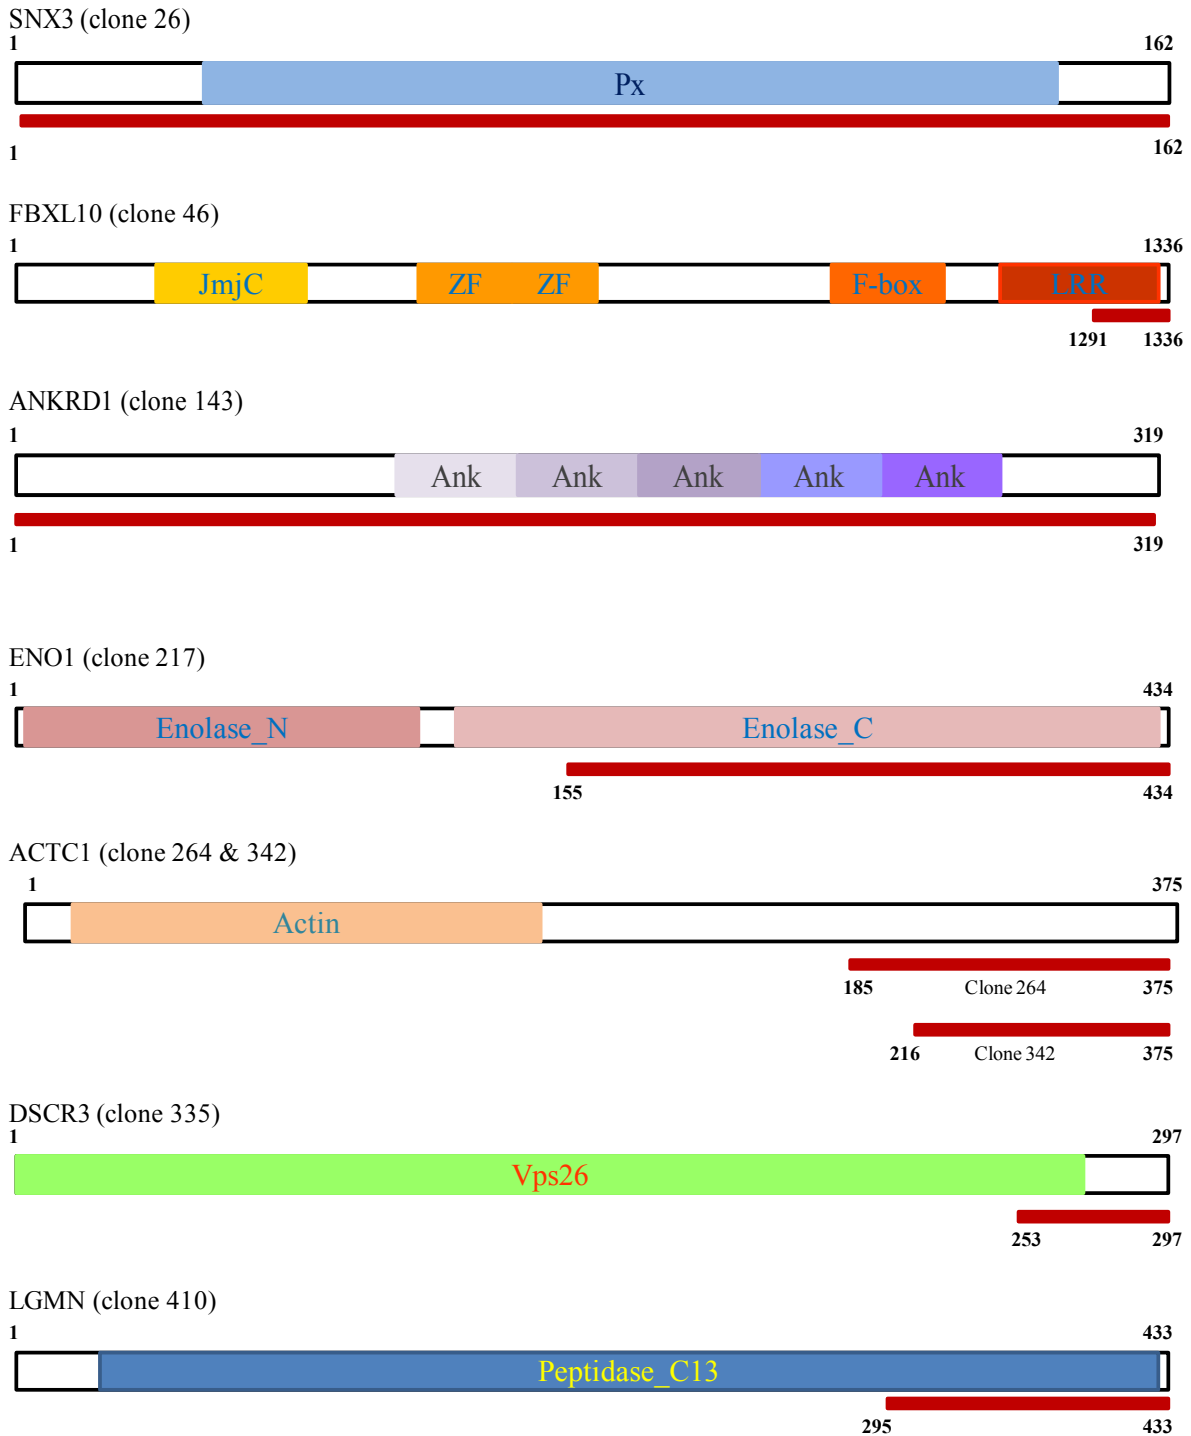 SNX3 (clone 26)
1 162
Px
1 162
FBXL10 (clone 46)
1 1336
JmjC ZF ZF F-box LRR
1291 1336
ANKRD1 (clone 143)
1 319
Ank Ank Ank Ank Ank
1 319
ENO1 (clone 217)
1 434
Enolase_N Enolase_C
155 434
ACTC1 (clone 264 & 342)
1 375
Actin
185 Clone 264 375
216 Clone 342 375
DSCR3 (clone 335)
1 297
Vps26
253 297
LGMN (clone 410)
1 433
Peptidase_C13
295 433